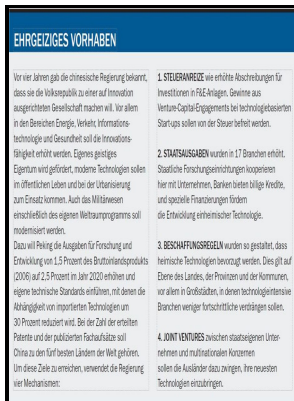 EHRGEIZIGES VORHABEN
Vor vier Jahren gab die chinesische Regierung bekannt,
dass sie die Volksrepublik zu einer auf Innovation
ausgerichteten Gesellschaft machen will. Vor allem
in den Bereichen Energie, Verkehr, Informations-
technologie und Gesundheit soll die Innovations-
fähigkeit erhöht werden. Eigenes geistiges
Eigentum wird gefördert, moderne Technologien sollen
im öffentlichen Leben und bei der Urbanisierung
zum Einsatz kommen. Auch das Militärwesen
einschließlich des eigenen Weltraumprogramms soll
modernisiert werden.
Dazu will Peking die Ausgaben für Forschung und
Entwicklung von 1,5 Prozent des Bruttoinlandsprodukts
(2006) auf 2,5 Prozent im Jahr 2020 erhöhen und
eigene technische Standards einführen, mit denen die
Abhängigkeit von importierten Technologien um
30 Prozent reduziert wird. Bei der Zahl der erteilten
Patente und der publizierten Fachaufsätze soll
China zu den fünf besten Ländern der Welt gehören.
Um diese Ziele zu erreichen, verwendet die Regierung
vier Mechanismen:
1. STEUERANREIZE wie erhöhte Abschreibungen für
Investitionen in F&E-Anlagen. Gewinne aus
Venture-Capital-Engagements bei technologiebasierten
Start-ups sollen von der Steuer befreit werden.
2. STAATSAUSGABEN wurden in 17 Branchen erhöht.
Staatliche Forschungseinrichtungen kooperieren
hier mit Unternehmen, Banken bieten billige Kredite,
und spezielle Finanzierungen fördern
die Entwicklung einheimischer Technologie.
3. BESCHAFFUNGSREGELN wurden so gestaltet, dass
heimische Technologien bevorzugt werden. Dies gilt auf
Ebene des Landes, der Provinzen und der Kommunen,
vor allem in Großstädten, in denen technologieintensive
Branchen weniger fortschrittliche verdrängen sollen.
4. JOINT VENTURES zwischen staatseigenen Unter-
nehmen und multinationalen Konzernen
sollen die Ausländer dazu zwingen, ihre neuesten
Technologien einzubringen.